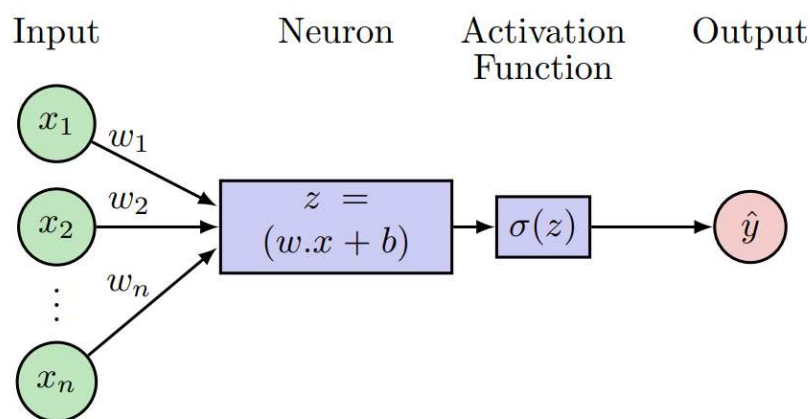 Input
Neuron
Activation
Function
Output
x₁
w₁
x₂
w₂
⋮
wₙ
xₙ
z =
(w.x + b)
σ(z)
ŷ